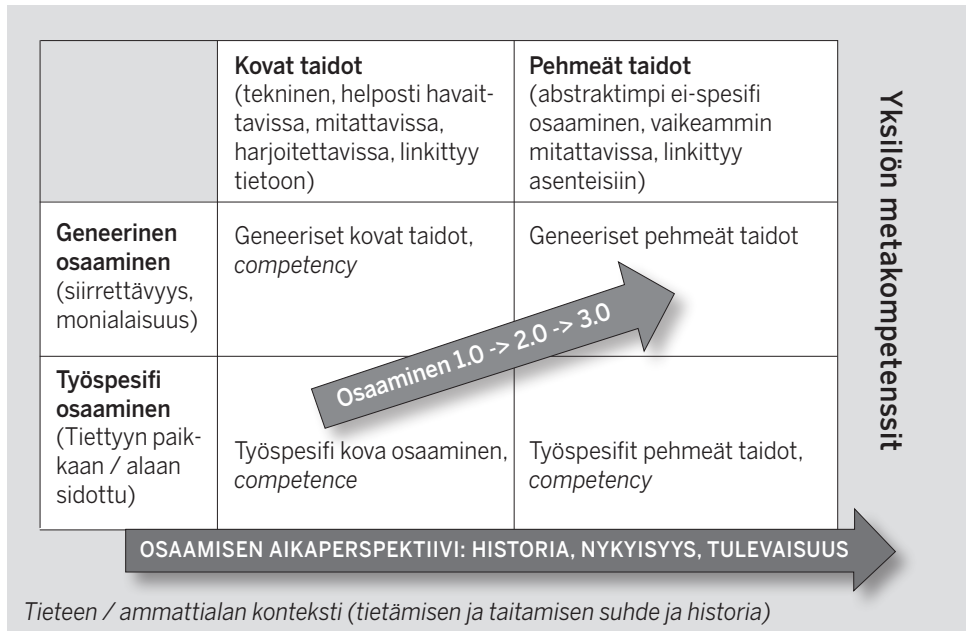 Kovat taidot
(tekninen, helposti havait-
tavissa, mitattavissa,
harjoitettavissa, linkittyy
tietoon)
Pehmeät taidot
(abstraktimpi ei-spesifi
osaaminen, vaikeammin
mitattavissa, linkittyy
asenteisiin)
Geneerinen
osaaminen
(siirrettävyys,
monialaisuus)
Geneeriset kovat taidot,
competency
Geneeriset pehmeät taidot
Osaaminen 1.0 -> 2.0 -> 3.0
Työspesifi
osaaminen
(Tiettyyn paik-
kaan / alaan
sidottu)
Työspesifi kova osaaminen,
competence
Työspesifit pehmeät taidot,
competency
Yksilön metakompetenssit
OSAAMISEN AIKAPERSPEKTIIVI: HISTORIA, NYKYISYYS, TULEVAISUUS
Tieteen / ammattialan konteksti (tietämisen ja taitamisen suhde ja historia)